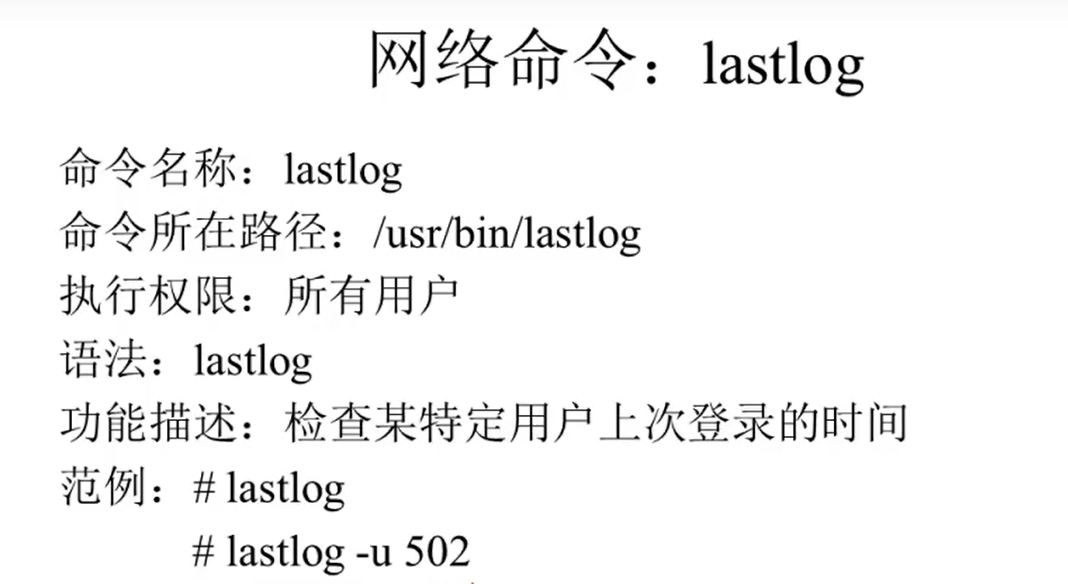 网络命令：lastlog
命令名称：lastlog
命令所在路径：/usr/bin/lastlog
执行权限：所有用户
语法：lastlog
功能描述：检查某特定用户上次登录的时间
范例：# lastlog
# lastlog -u 502